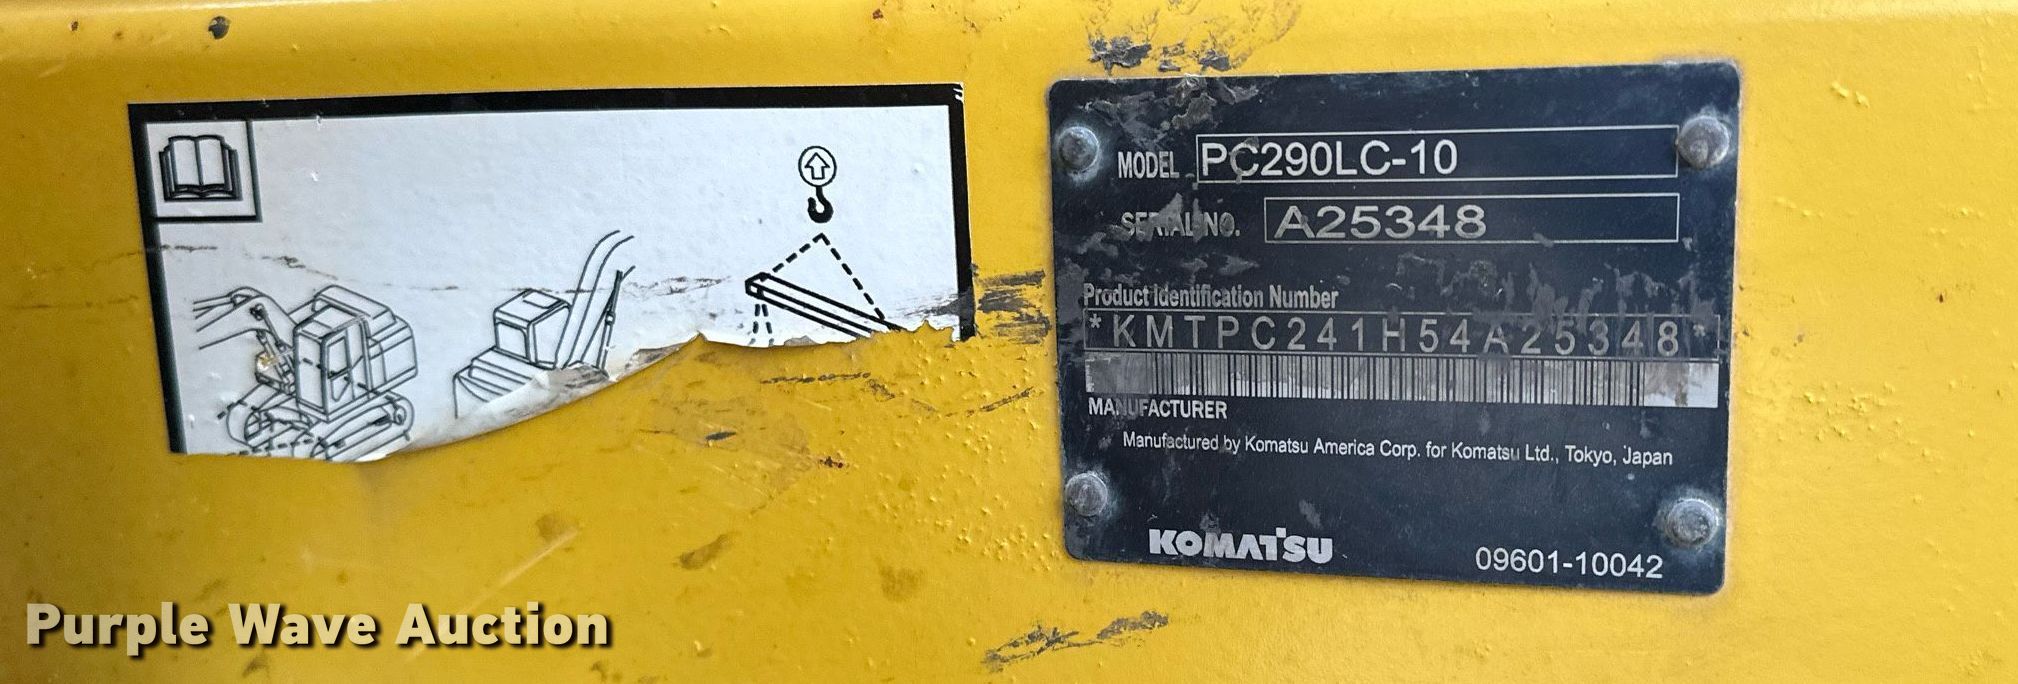 MODEL PC290LC-10
SERIAL NO. A25348
Product Identification Number
*KMTPC241H54A25348*
MANUFACTURER
Manufactured by Komatsu America Corp. for Komatsu Ltd., Tokyo, Japan
KOMATSU
09601-10042
Purple Wave Auction